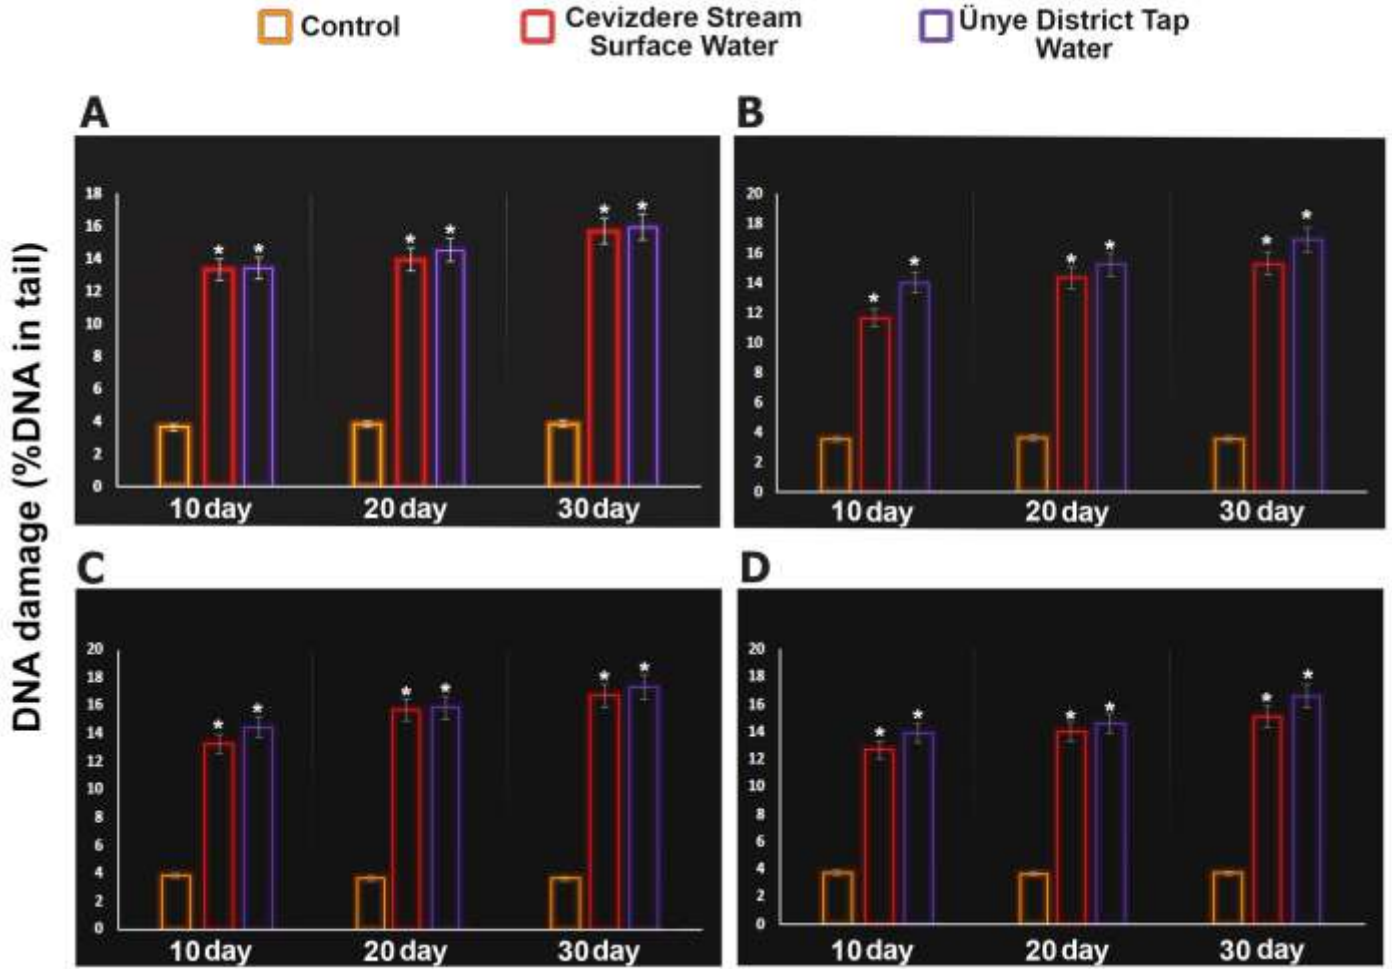 Control
Cevizdere Stream
Surface Water
Ünye District Tap
Water
DNA damage (%DNA in tail)
A
18
16
14
12
10
8
6
4
2
0
* * * * * *
10 day 20 day 30 day
B
20
18
16
14
12
10
8
6
4
2
0
* * * * * *
10 day 20 day 30 day
C
20
18
16
14
12
10
8
6
4
2
0
* * * * * *
10 day 20 day 30 day
D
20
18
16
14
12
10
8
6
4
2
0
* * * * * *
10 day 20 day 30 day